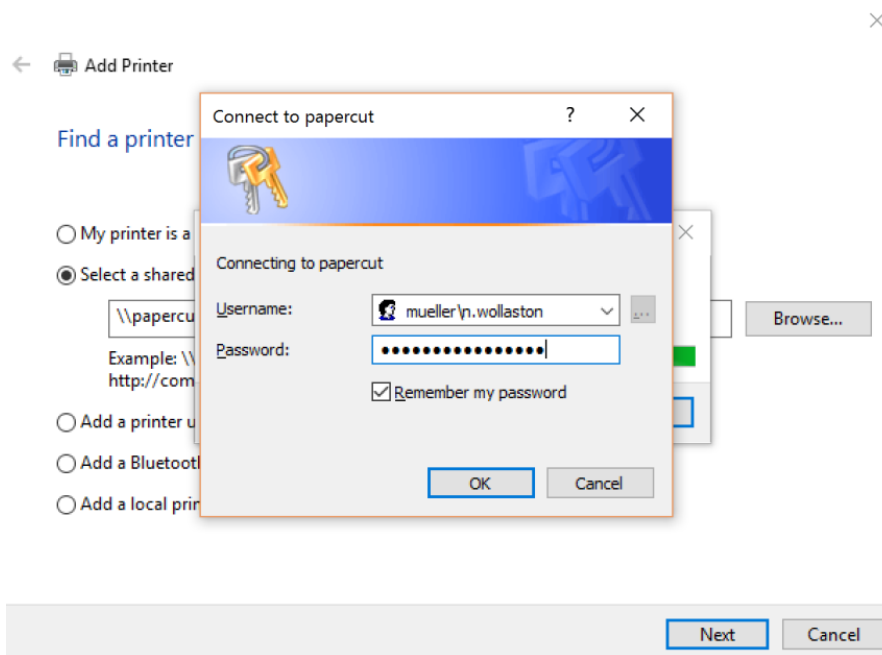 Add Printer
Find a printer
My printer is a
Select a shared
\\papercu
Browse...
Example: \\
http://com
Add a printer u
Add a Bluetoot
Add a local prin
Connect to papercut
?
Connecting to papercut
Username:
mueller\n.wollaston
...
Password:
••••••••••••••••
Remember my password
OK
Cancel
Next
Cancel